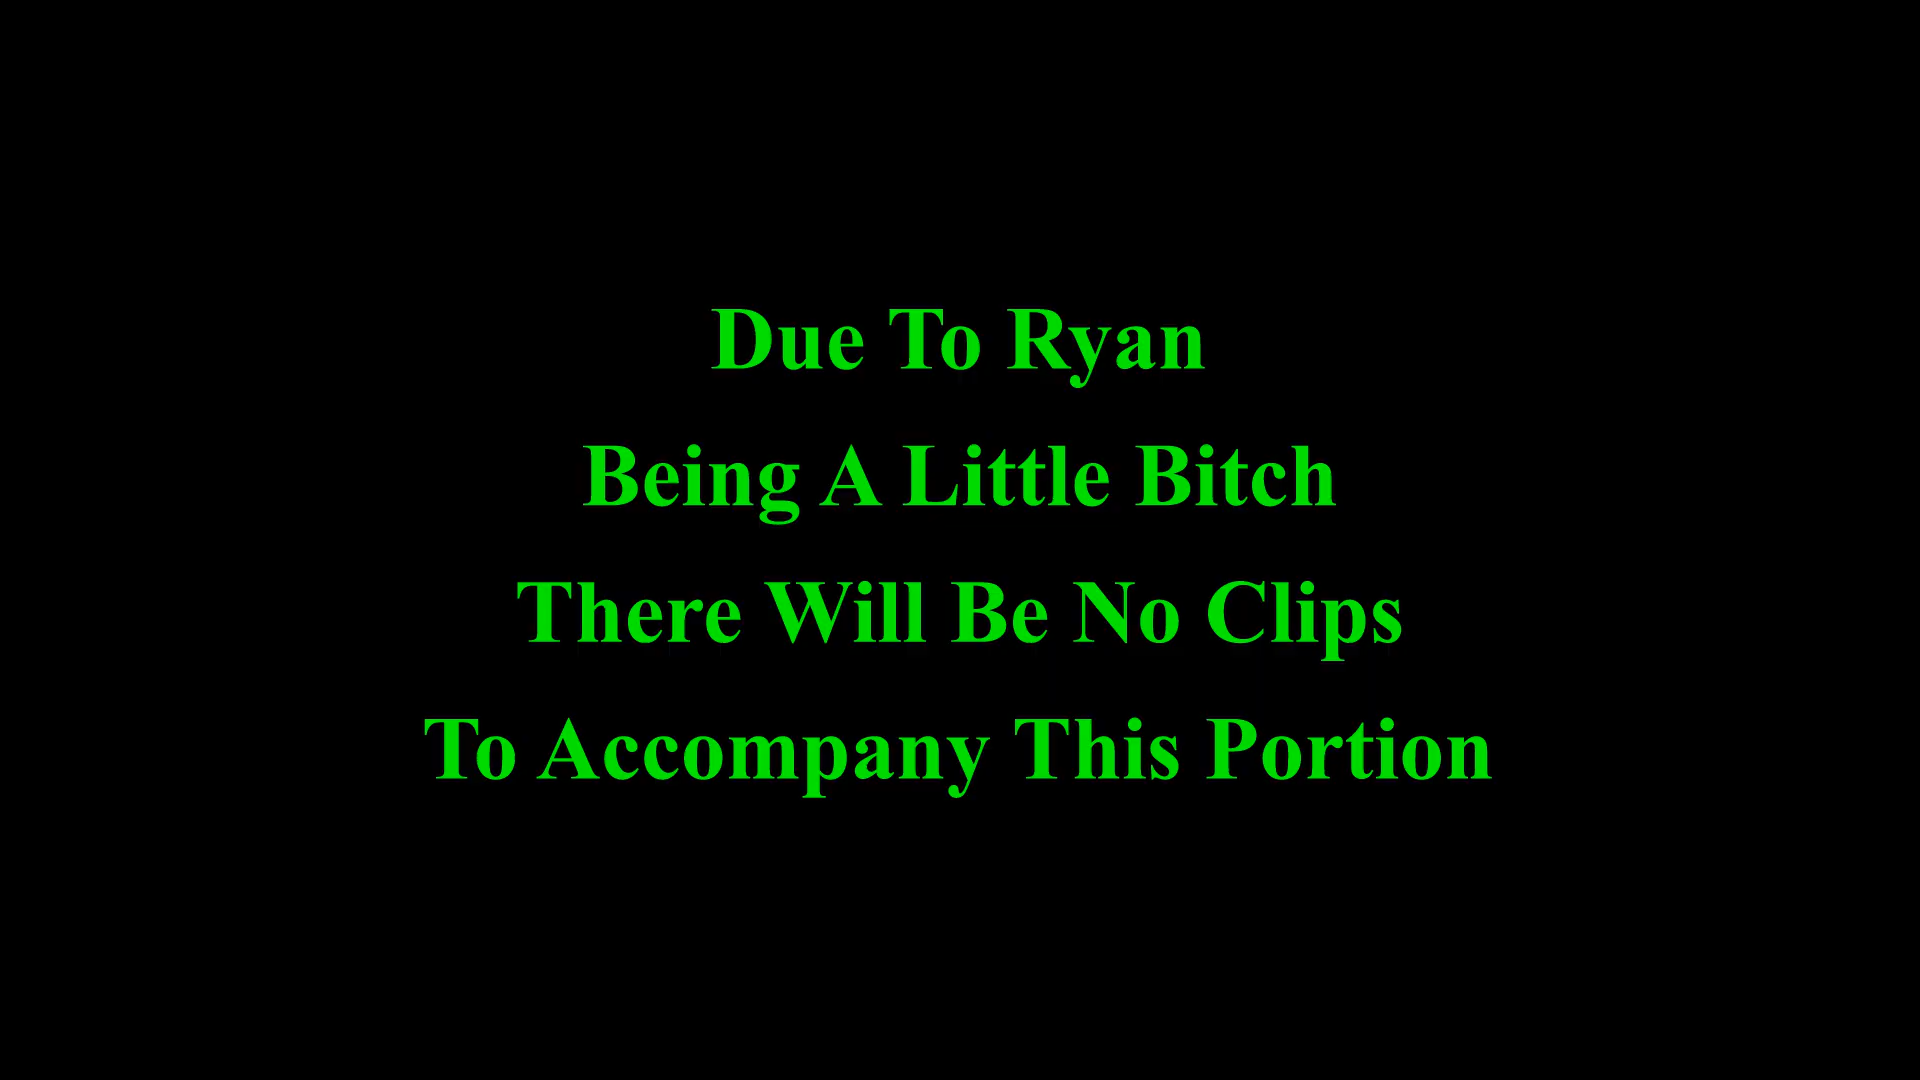 Due To Ryan
Being A Little Bitch
There Will Be No Clips
To Accompany This Portion